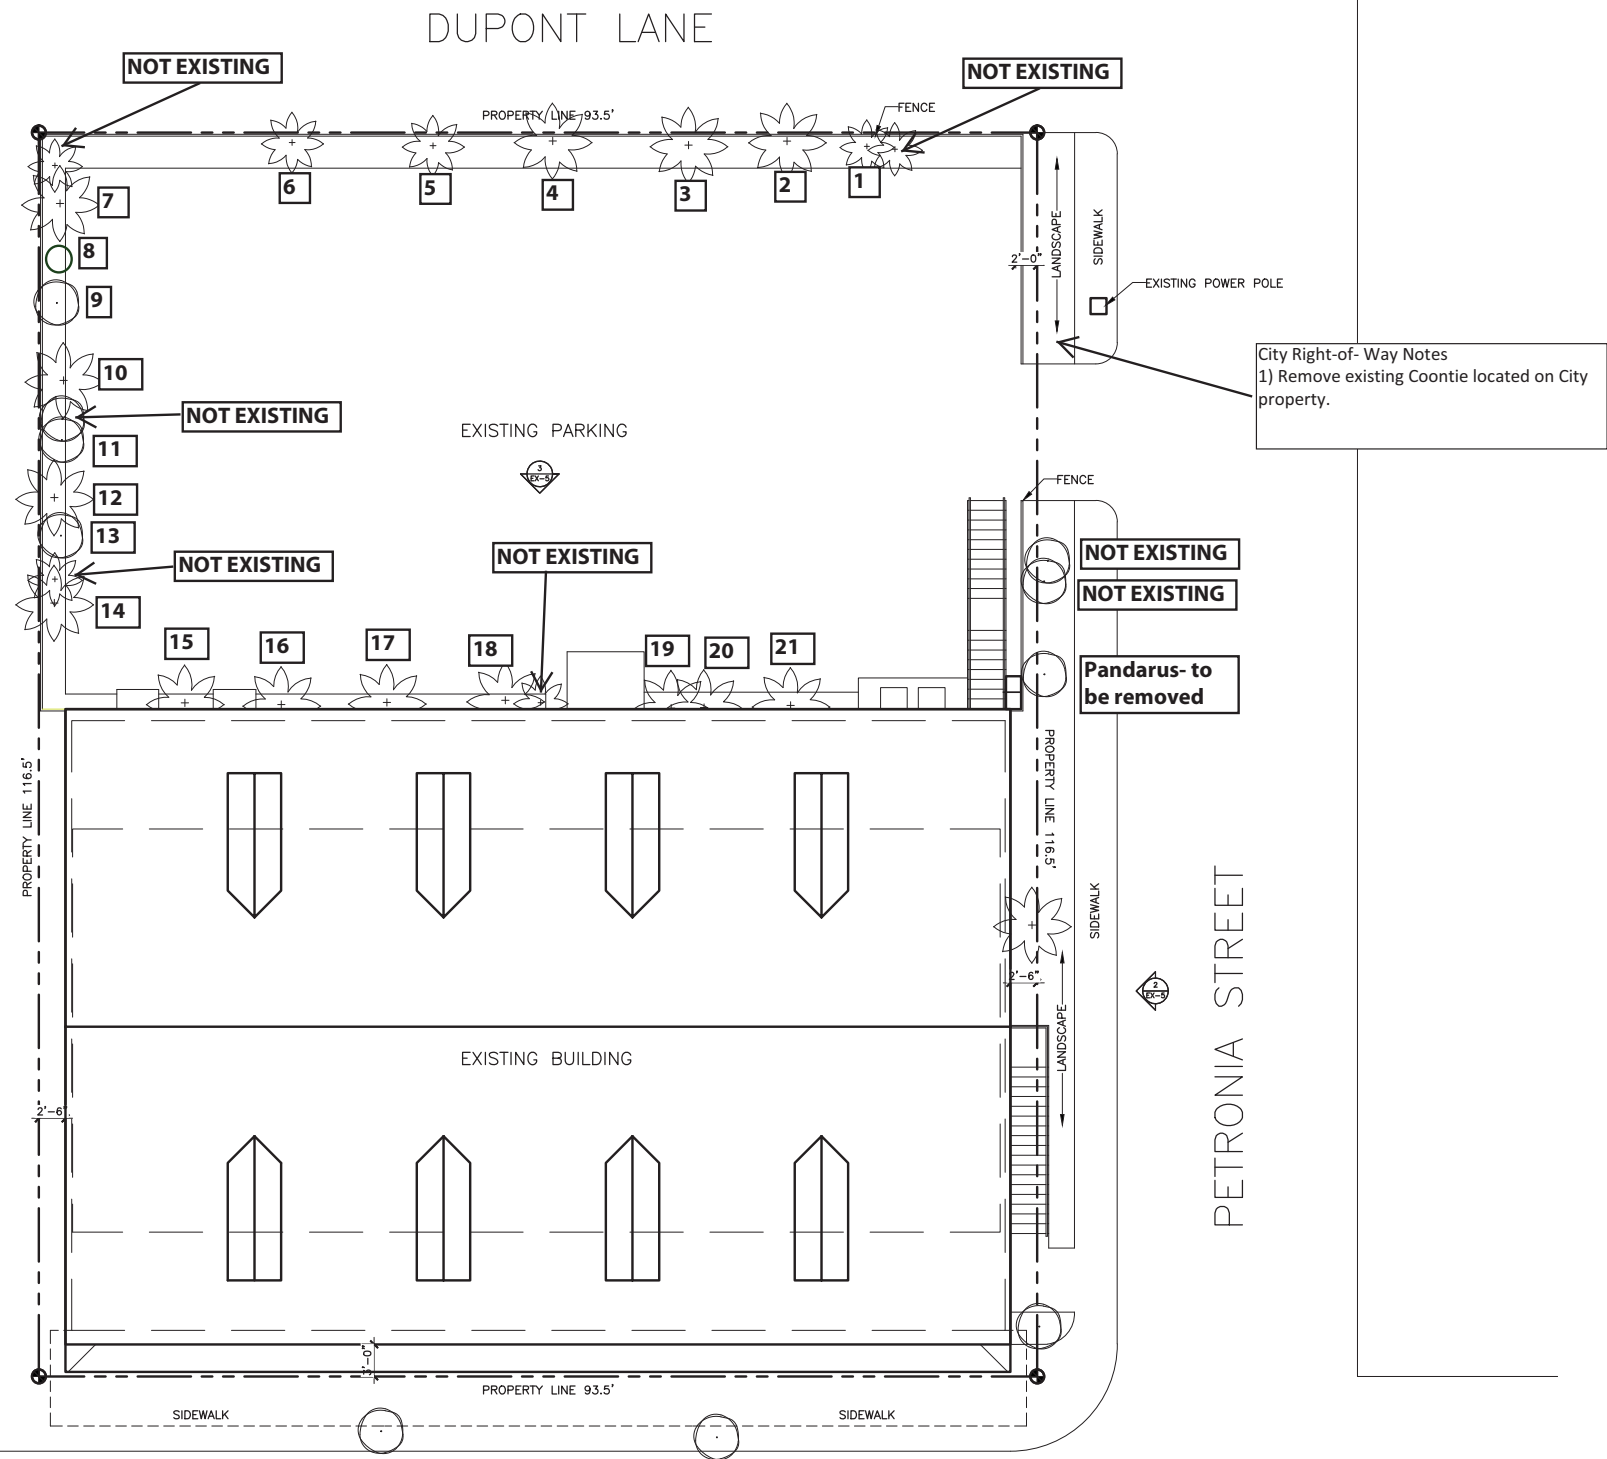 DUPONT LANE
NOT EXISTING
NOT EXISTING
PROPERTY LINE 93.5'
FENCE
6
5
4
3
2
1
7
8
9
10
NOT EXISTING
11
12
13
NOT EXISTING
14
LANDSCAPE
SIDEWALK
2'-0"
EXISTING POWER POLE
City Right-of- Way Notes
1) Remove existing Coontie located on City
property.
EXISTING PARKING
3
EX-5
FENCE
NOT EXISTING
NOT EXISTING
NOT EXISTING
15
16
17
18
19
20
21
Pandarus- to
be removed
PROPERTY LINE 116.5'
PROPERTY LINE 116.5'
SIDEWALK
PETRONIA STREET
2'-6"
2
EX-5
LANDSCAPE
EXISTING BUILDING
2'-6"
3'-0"
PROPERTY LINE 93.5'
SIDEWALK
SIDEWALK